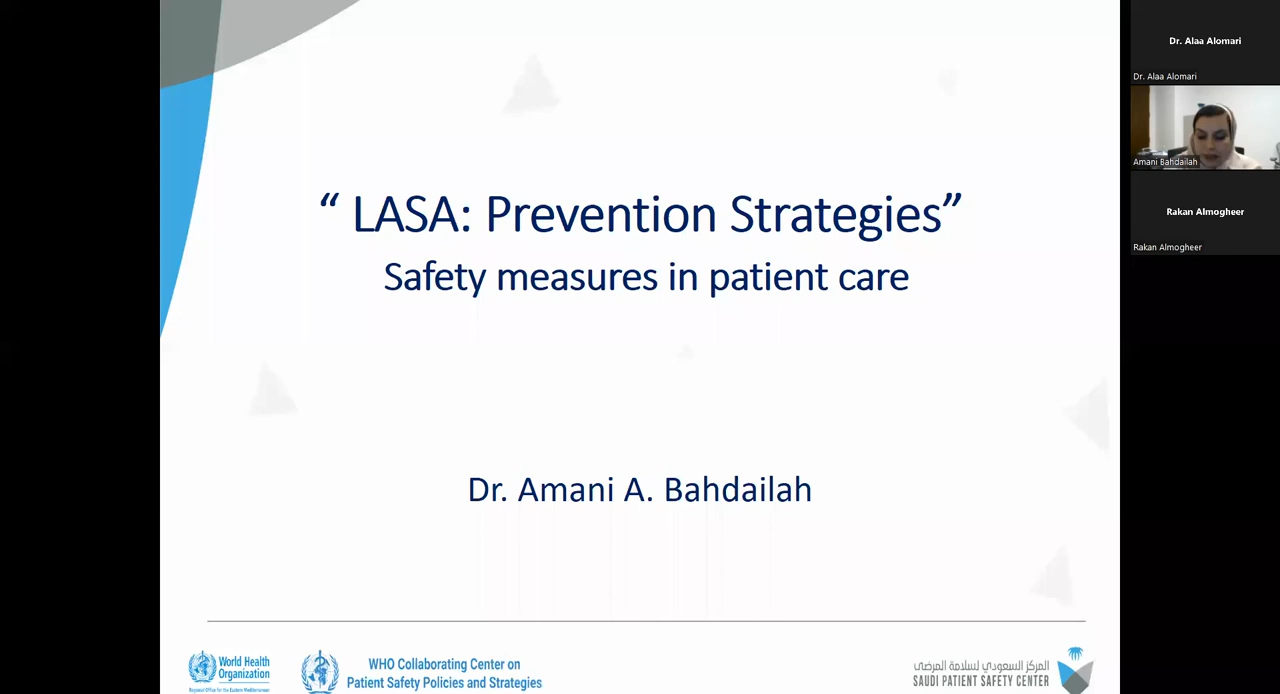 “ LASA: Prevention Strategies”
Safety measures in patient care
Dr. Amani A. Bahdailah
World Health
Organization
Regional Office for the Eastern Mediterranean
WHO Collaborating Center on
Patient Safety Policies and Strategies
المركز السعودي لسلامة المرضى
SAUDI PATIENT SAFETY CENTER
Dr. Alaa Alomari
Dr. Alaa Alomari
Amani Bahdailah
Rakan Almogheer
Rakan Almogheer